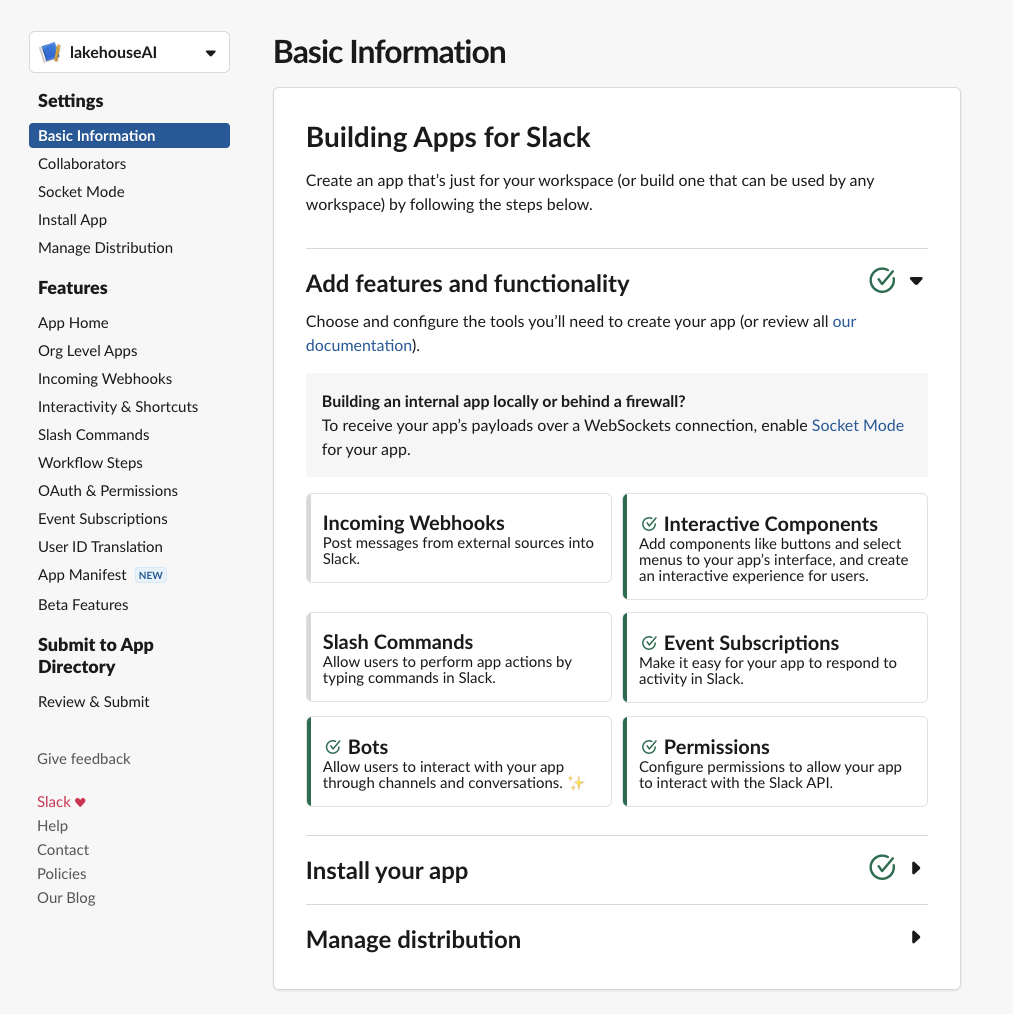 lakehouseAI
Settings
Basic Information
Collaborators
Socket Mode
Install App
Manage Distribution
Features
App Home
Org Level Apps
Incoming Webhooks
Interactivity & Shortcuts
Slash Commands
Workflow Steps
OAuth & Permissions
Event Subscriptions
User ID Translation
App Manifest NEW
Beta Features
Submit to App
Directory
Review & Submit
Give feedback
Slack ♥
Help
Contact
Policies
Our Blog
Basic Information
Building Apps for Slack
Create an app that’s just for your workspace (or build one that can be used by any
workspace) by following the steps below.
Add features and functionality
Choose and configure the tools you’ll need to create your app (or review all our
documentation).
Building an internal app locally or behind a firewall?
To receive your app’s payloads over a WebSockets connection, enable Socket Mode
for your app.
Incoming Webhooks
Post messages from external sources into
Slack.
Interactive Components
Add components like buttons and select
menus to your app’s interface, and create
an interactive experience for users.
Slash Commands
Allow users to perform app actions by
typing commands in Slack.
Event Subscriptions
Make it easy for your app to respond to
activity in Slack.
Bots
Allow users to interact with your app
through channels and conversations. ✨
Permissions
Configure permissions to allow your app
to interact with the Slack API.
Install your app
Manage distribution